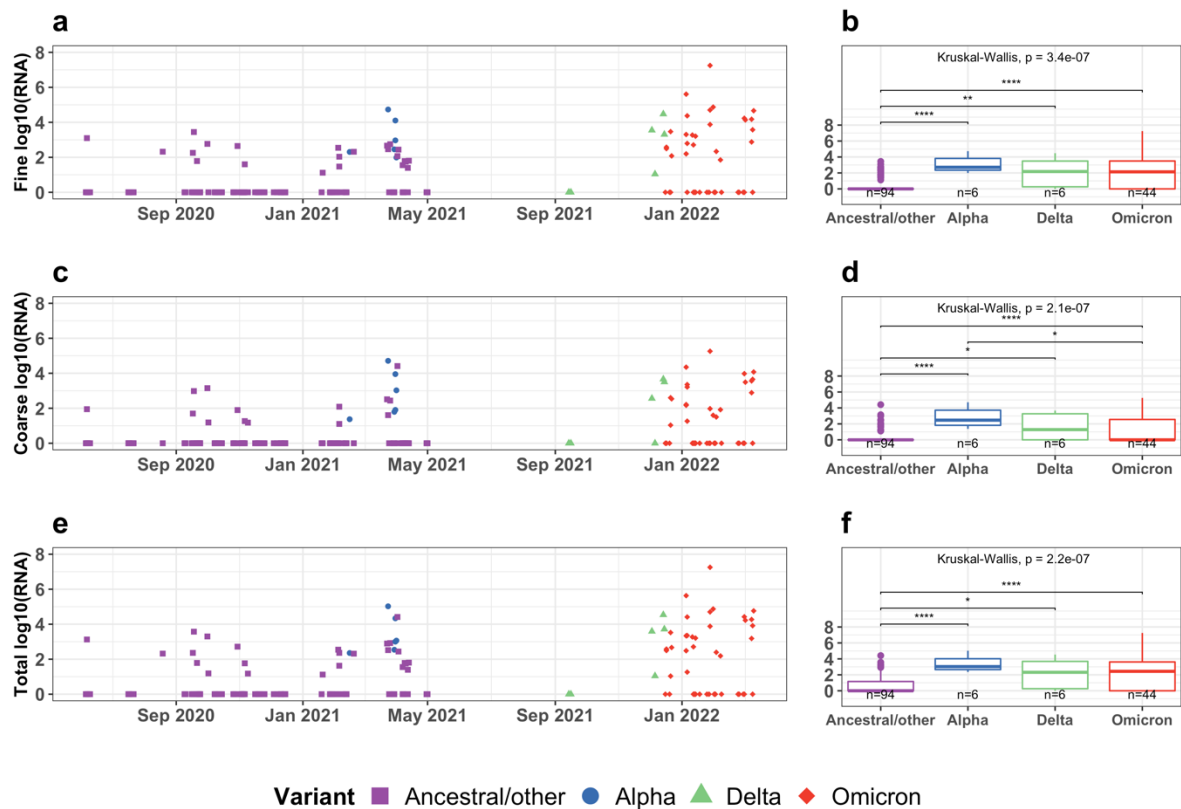 a
Fine log10(RNA)
8
6
4
2
0
Sep 2020 Jan 2021 May 2021 Sep 2021 Jan 2022
b
Kruskal-Wallis, p = 3.4e-07
****
**
****
8
6
4
2
0
n=94 n=6 n=6 n=44
Ancestral/other Alpha Delta Omicron
c
Coarse log10(RNA)
8
6
4
2
0
Sep 2020 Jan 2021 May 2021 Sep 2021 Jan 2022
d
Kruskal-Wallis, p = 2.1e-07
****
*
*
****
8
6
4
2
0
n=94 n=6 n=6 n=44
Ancestral/other Alpha Delta Omicron
e
Total log10(RNA)
8
6
4
2
0
Sep 2020 Jan 2021 May 2021 Sep 2021 Jan 2022
f
Kruskal-Wallis, p = 2.2e-07
****
*
****
8
6
4
2
0
n=94 n=6 n=6 n=44
Ancestral/other Alpha Delta Omicron
Variant Ancestral/other Alpha Delta Omicron